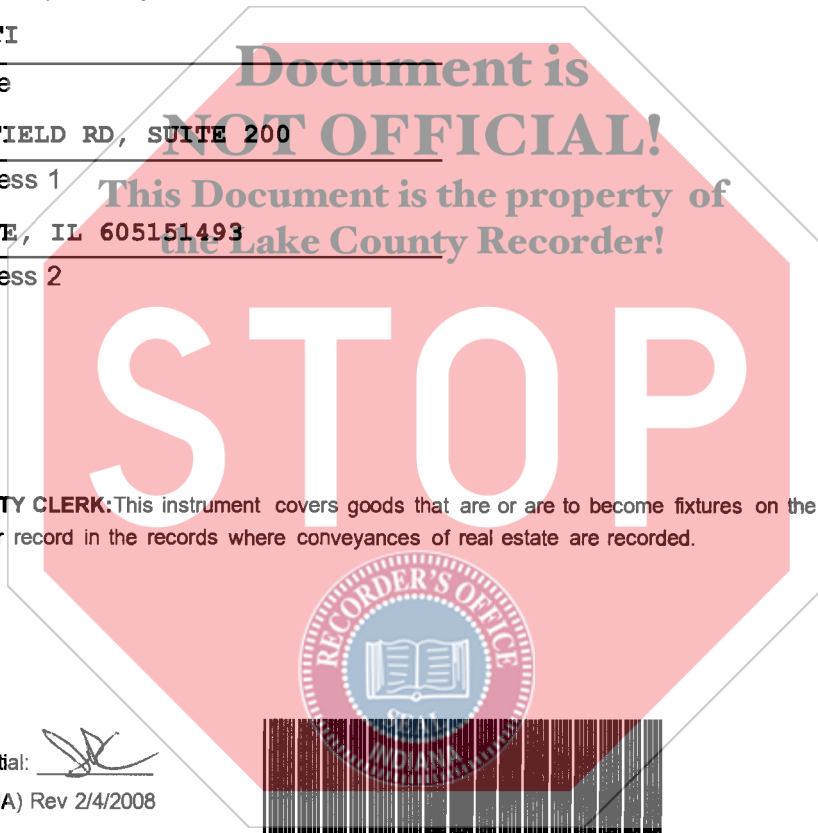 TI
Document is
e
TIELD RD, SUITE 200
NOT OFFICIAL!
ess 1
This Document is the property of
E, IL 605151493
the Lake County Recorder!
ess 2
STOP
TY CLERK:This instrument covers goods that are or are to become fixtures on the
r record in the records where conveyances of real estate are recorded.
RECORDER'S OFFICE
SEAL
INDIANA
tial:
A) Rev 2/4/2008